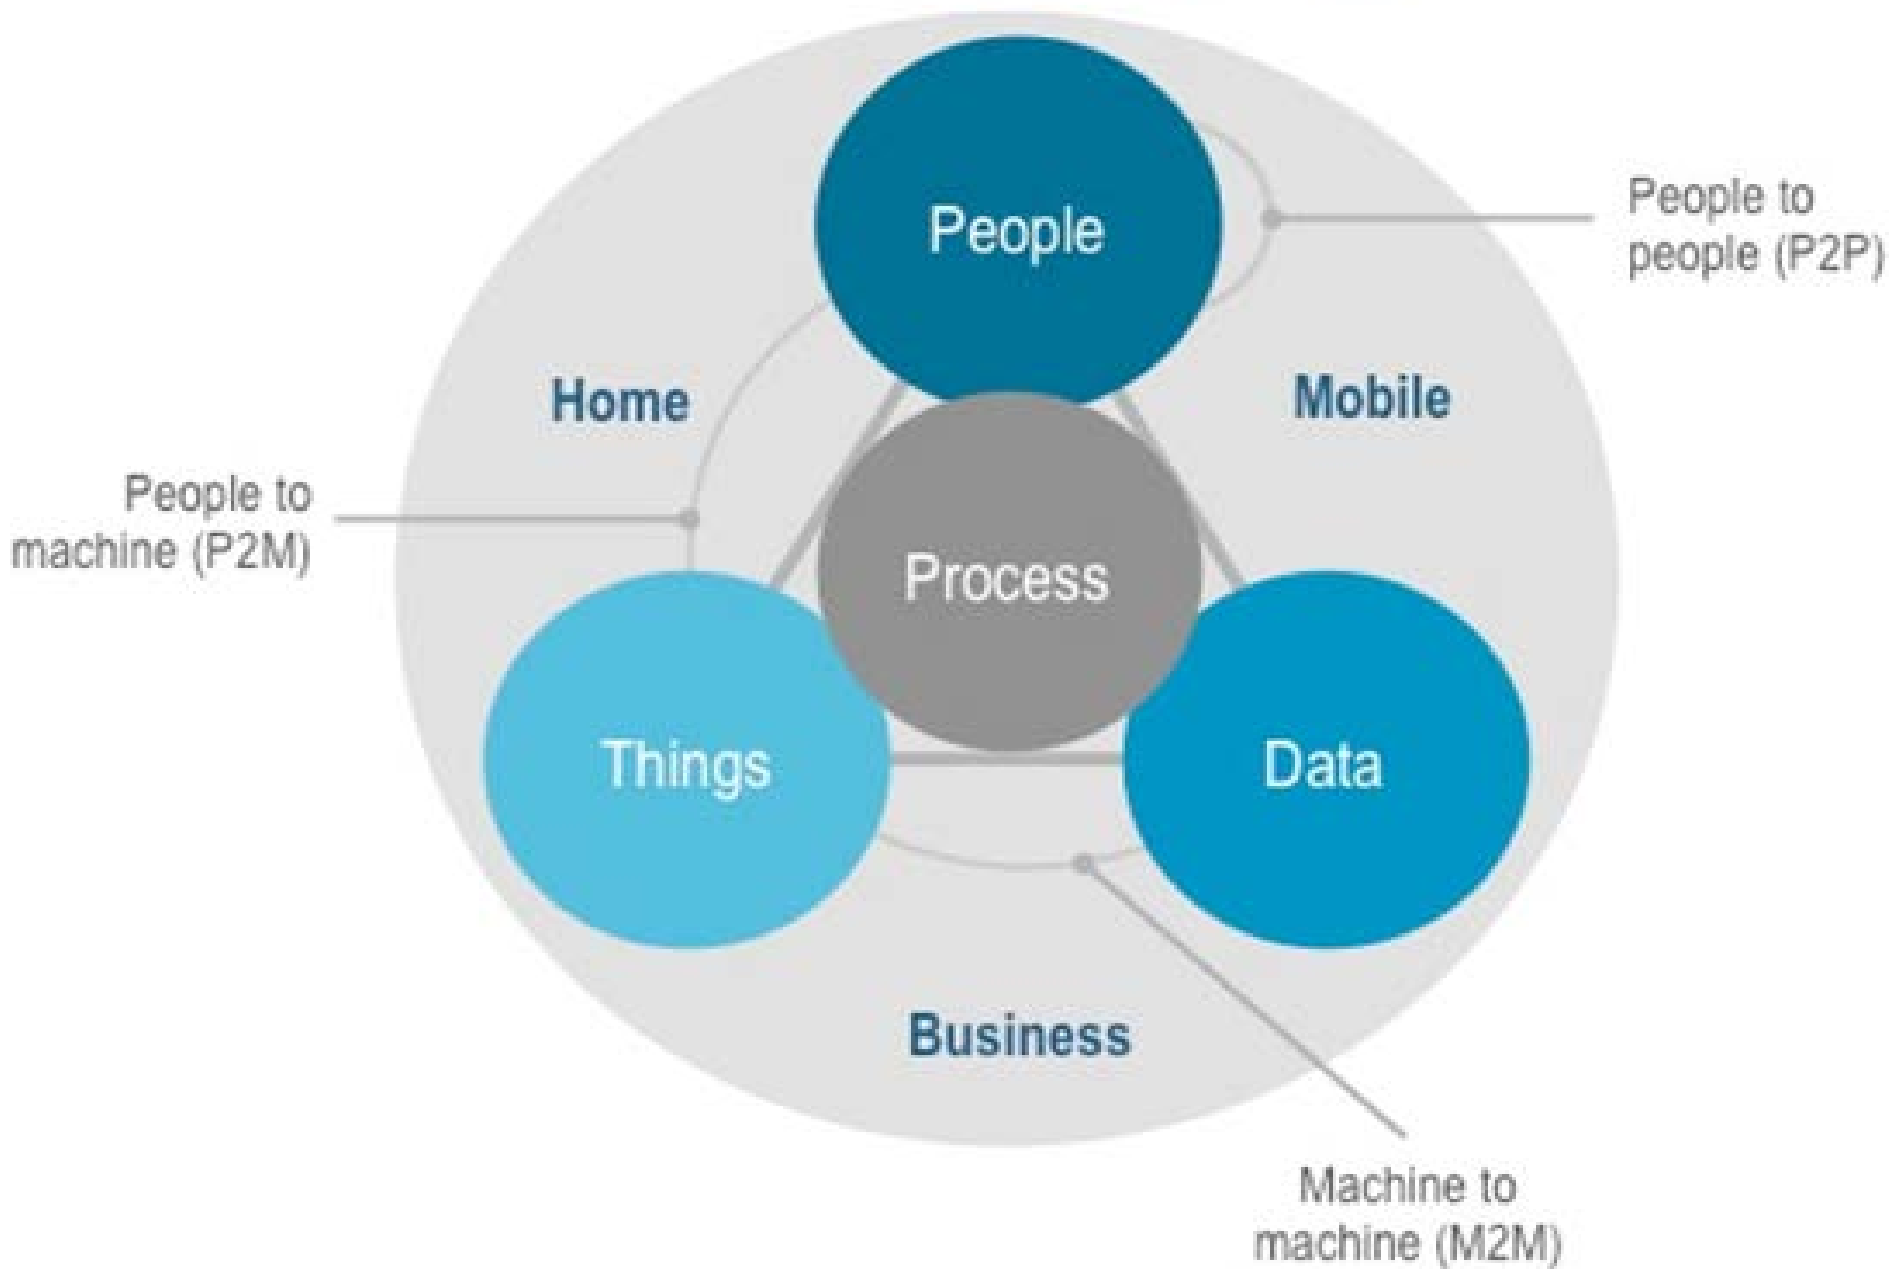 People
People to
people (P2P)
Home
Mobile
People to
machine (P2M)
Process
Things
Data
Business
Machine to
machine (M2M)